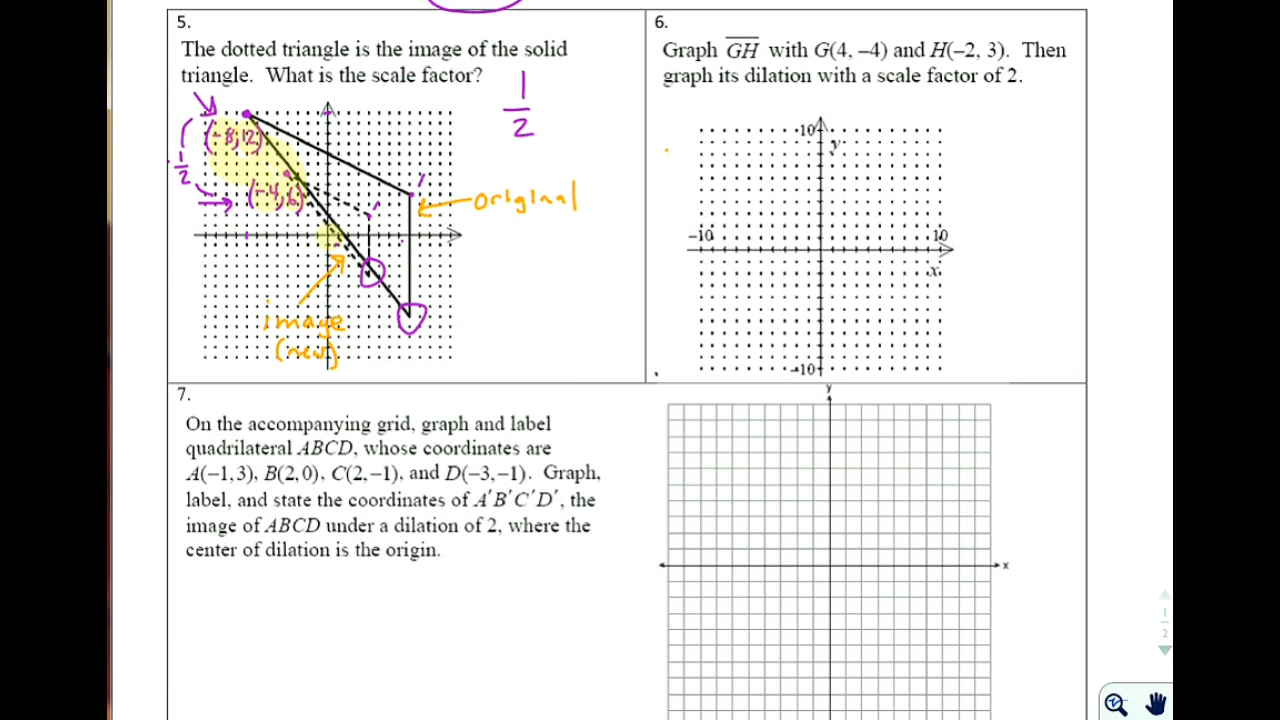 5.
The dotted triangle is the image of the solid
triangle. What is the scale factor?
1
2
(-8,12)
1
2
(-4,6)
original
image
(new)
6.
Graph GH with G(4, −4) and H(−2, 3). Then
graph its dilation with a scale factor of 2.
10
y
−10
10
x
−10
7.
On the accompanying grid, graph and label
quadrilateral ABCD, whose coordinates are
A(−1,3), B(2,0), C(2,−1), and D(−3,−1). Graph,
label, and state the coordinates of A′B′C′D′, the
image of ABCD under a dilation of 2, where the
center of dilation is the origin.
y
x
1
2